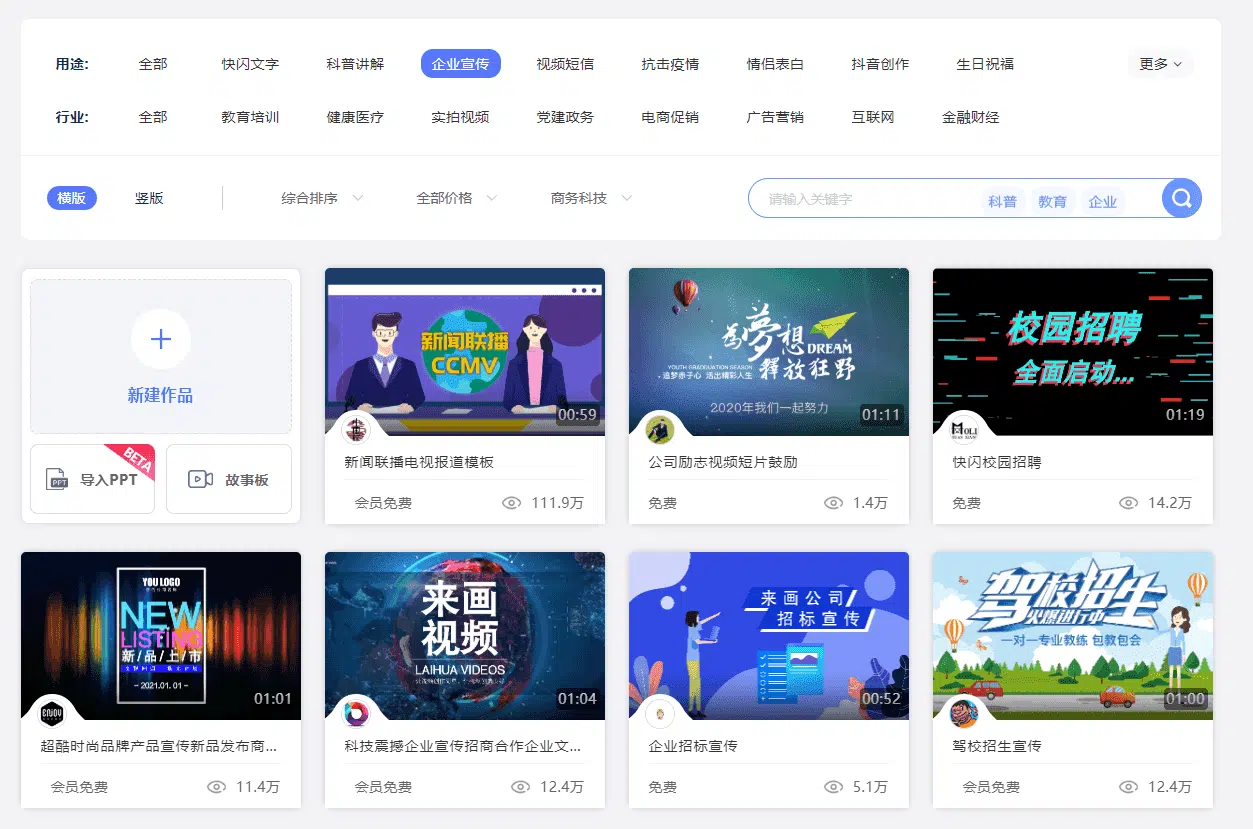 用途: 全部 快闪文字 科普讲解 企业宣传 视频短信 抗击疫情 情侣表白 抖音创作 生日祝福 更多
行业: 全部 教育培训 健康医疗 实拍视频 党建政务 电商促销 广告营销 互联网 金融财经
横版 竖版 综合排序 全部价格 商务科技 请输入关键字 科普 教育 企业
新建作品
BETA
PPT 导入PPT
故事板
新闻联播
CCMV
00:59
新闻联播电视报道模板
会员免费 111.9万
为梦想
DREAM
YOUTH GRADUATION SEASON
追梦赤子心 活出精彩人生
释放狂野
2020年我们一起努力
01:11
公司励志视频短片鼓励
免费 1.4万
校园招聘
全面启动...
01:19
快闪校园招聘
免费 14.2万
YOU LOGO
NEW
LISTING
新/品/上/市
2021.01.01
01:01
超酷时尚品牌产品宣传新品发布商...
会员免费 11.4万
来画
视频
LAIHUA VIDEOS
01:04
科技震撼企业宣传招商合作企业文...
会员免费 12.4万
来画公司
招标宣传
00:52
企业招标宣传
免费 5.1万
驾校招生
火爆进行中
一对一专业教练 包教包会
01:00
驾校招生宣传
会员免费 12.4万